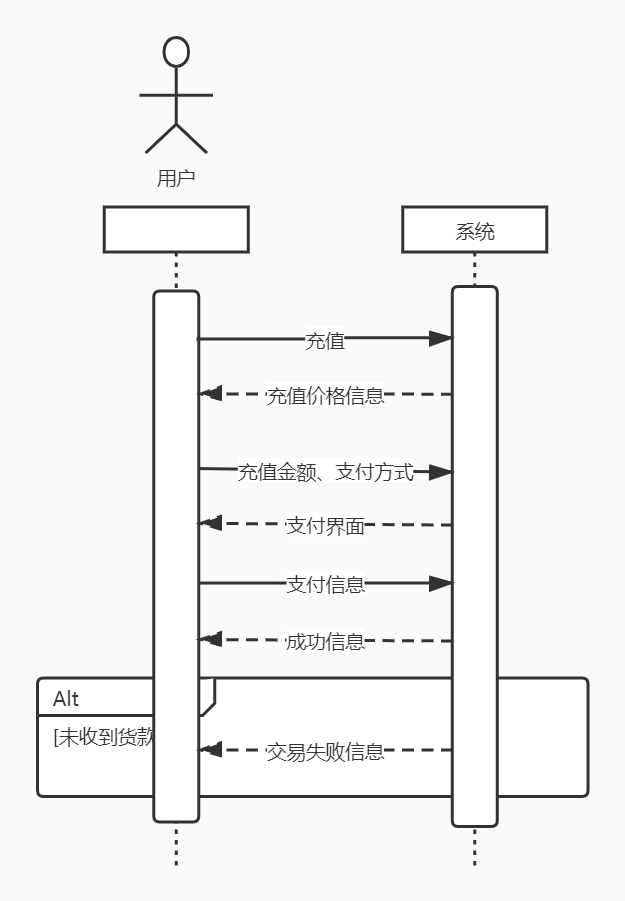 用户
系统
充值
充值价格信息
充值金额、支付方式
支付界面
支付信息
成功信息
Alt
[未收到货款
交易失败信息